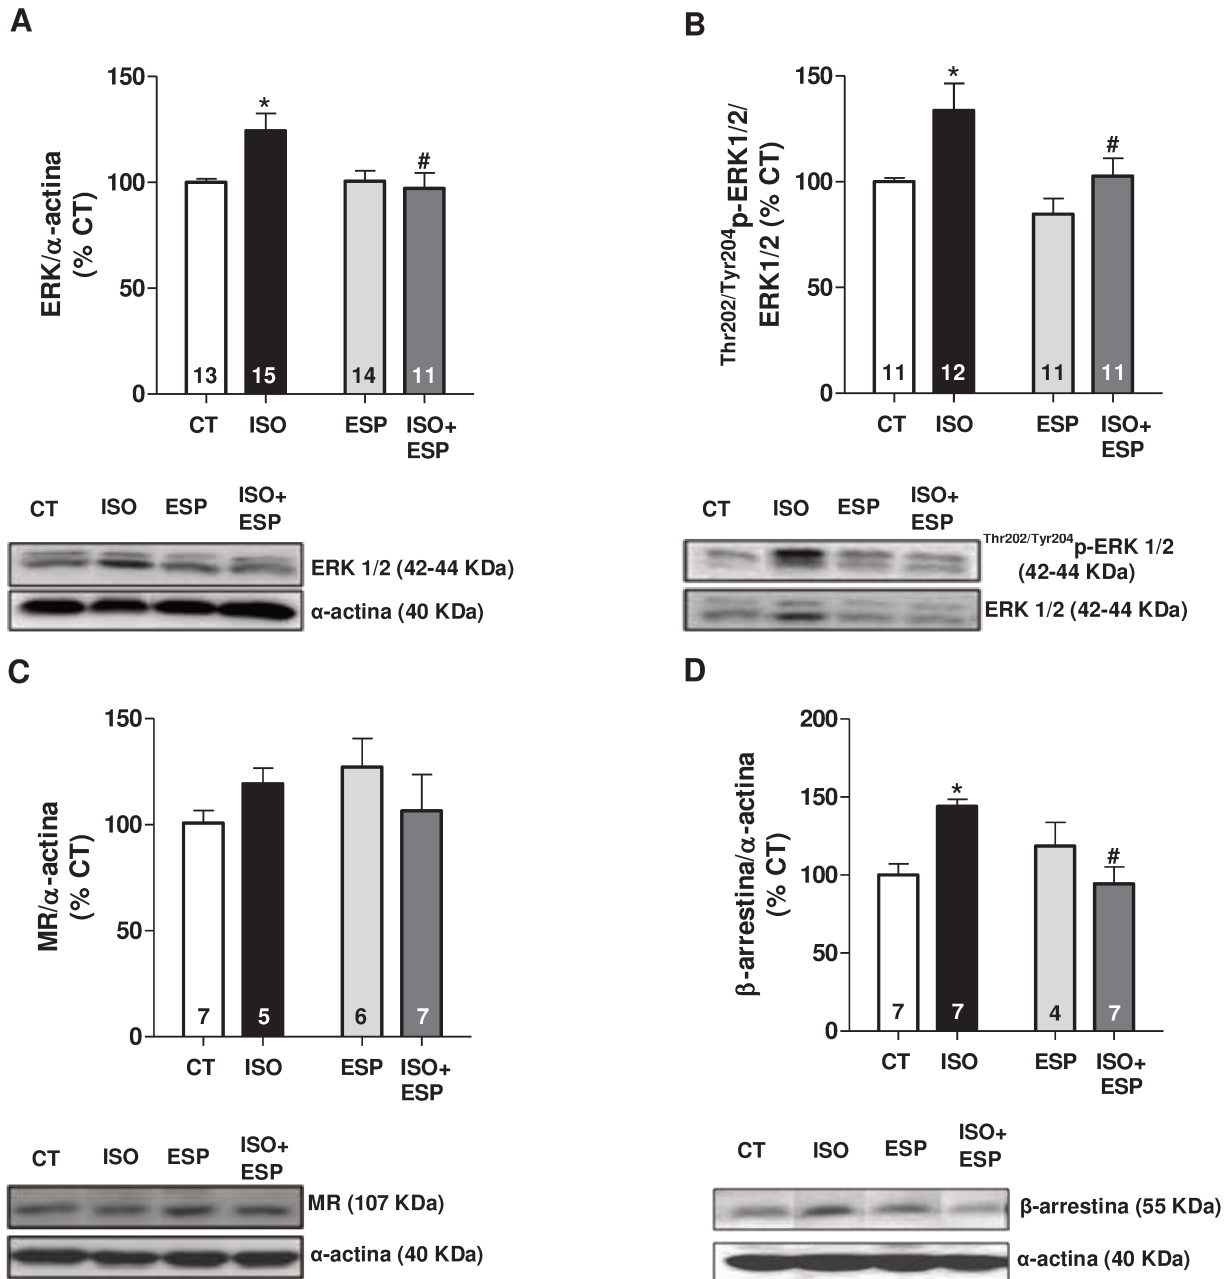 A
150
100
50
0
ERK/α-actina
(% CT)
*
#
13 15 14 11
CT ISO ESP ISO+
ESP
CT ISO ESP ISO+
ESP
ERK 1/2 (42-44 KDa)
α-actina (40 KDa)
B
150
100
50
0
Thr202/Tyr204p-ERK1/2/
ERK1/2 (% CT)
*
#
11 12 11 11
CT ISO ESP ISO+
ESP
CT ISO ESP ISO+
ESP
Thr202/Tyr204p-ERK 1/2
(42-44 KDa)
ERK 1/2 (42-44 KDa)
C
150
100
50
0
MR/α-actina
(% CT)
7 5 6 7
CT ISO ESP ISO+
ESP
CT ISO ESP ISO+
ESP
MR (107 KDa)
α-actina (40 KDa)
D
200
150
100
50
0
β-arrestina/α-actina
(% CT)
*
#
7 7 4 7
CT ISO ESP ISO+
ESP
CT ISO ESP ISO+
ESP
β-arrestina (55 KDa)
α-actina (40 KDa)